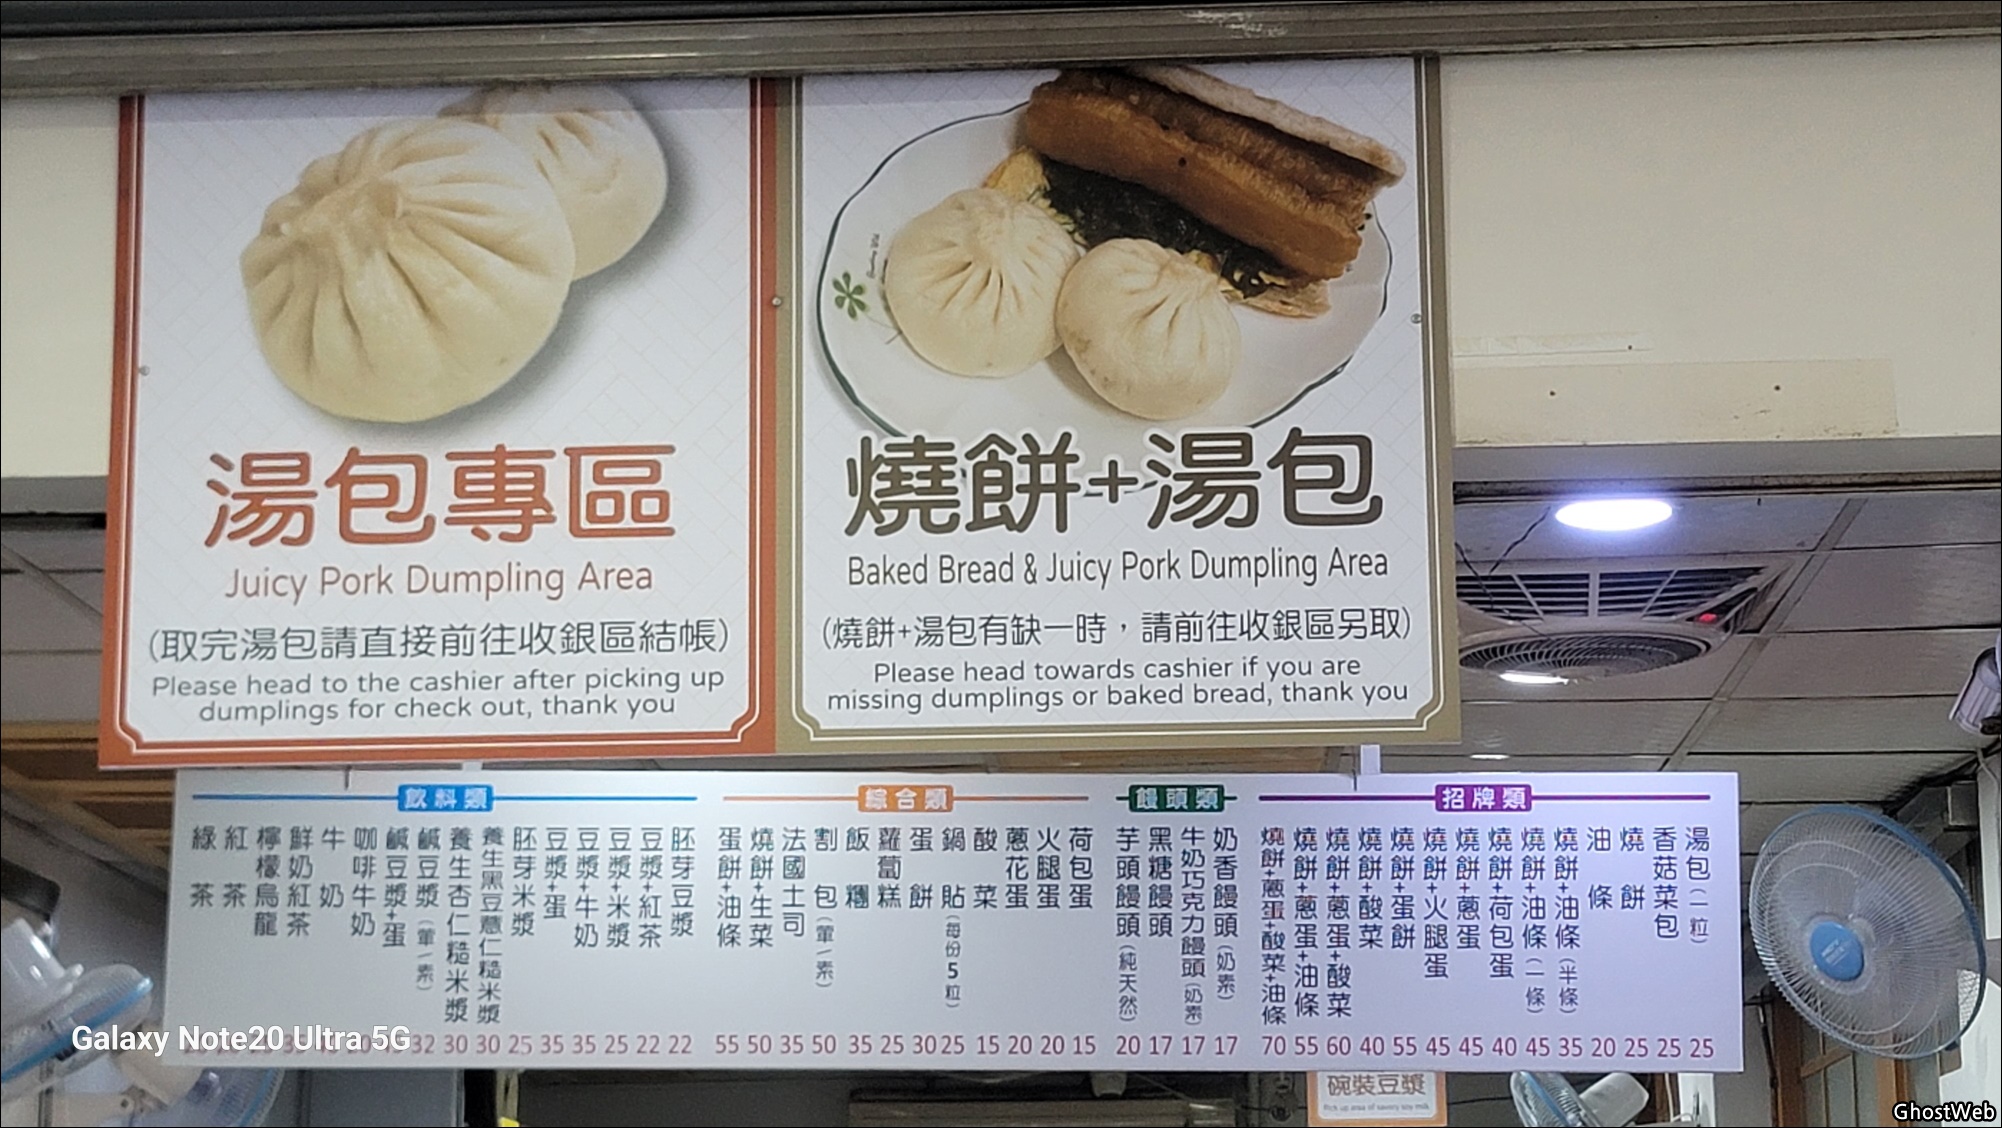 湯包專區
Juicy Pork Dumpling Area
(取完湯包請直接前往收銀區結帳)
Please head to the cashier after picking up
dumplings for check out, thank you
燒餅+湯包
Baked Bread & Juicy Pork Dumpling Area
(燒餅+湯包有缺一時，請前往收銀區另取)
Please head towards cashier if you are
missing dumplings or baked bread, thank you
招牌類
湯包(一粒) 25
香菇菜包 25
燒餅 25
油條 20
燒餅+油條(半條) 35
燒餅+油條(一條) 45
燒餅+荷包蛋 40
燒餅+蔥蛋 45
燒餅+火腿蛋 45
燒餅+蛋餅 55
燒餅+酸菜 40
燒餅+蔥蛋+酸菜 60
燒餅+蔥蛋+油條 55
燒餅+蔥蛋+酸菜+油條 70
饅頭類
奶香饅頭(奶素) 17
牛奶巧克力饅頭(奶素) 17
黑糖饅頭 17
芋頭饅頭(純天然) 20
綜合類
荷包蛋 15
火腿蛋 20
蔥花蛋 20
酸菜 15
鍋貼(每份5粒) 25
蛋餅 30
蘿蔔糕 25
飯糰 35
割包(葷/素) 50
法國土司 35
燒餅+生菜 50
蛋餅+油條 55
飲料類
胚芽豆漿 22
豆漿+紅茶 22
豆漿+米漿 25
豆漿+牛奶 35
豆漿+蛋 35
胚芽米漿 25
養生黑豆薏仁糙米漿 30
養生杏仁糙米漿 30
鹹豆漿(葷/素) 32
鹹豆漿+蛋
咖啡牛奶
牛奶
鮮奶紅茶
檸檬烏龍
紅茶
綠茶
碗裝豆漿
Pick up area of savory soy milk
Galaxy Note20 Ultra 5G
GhostWeb